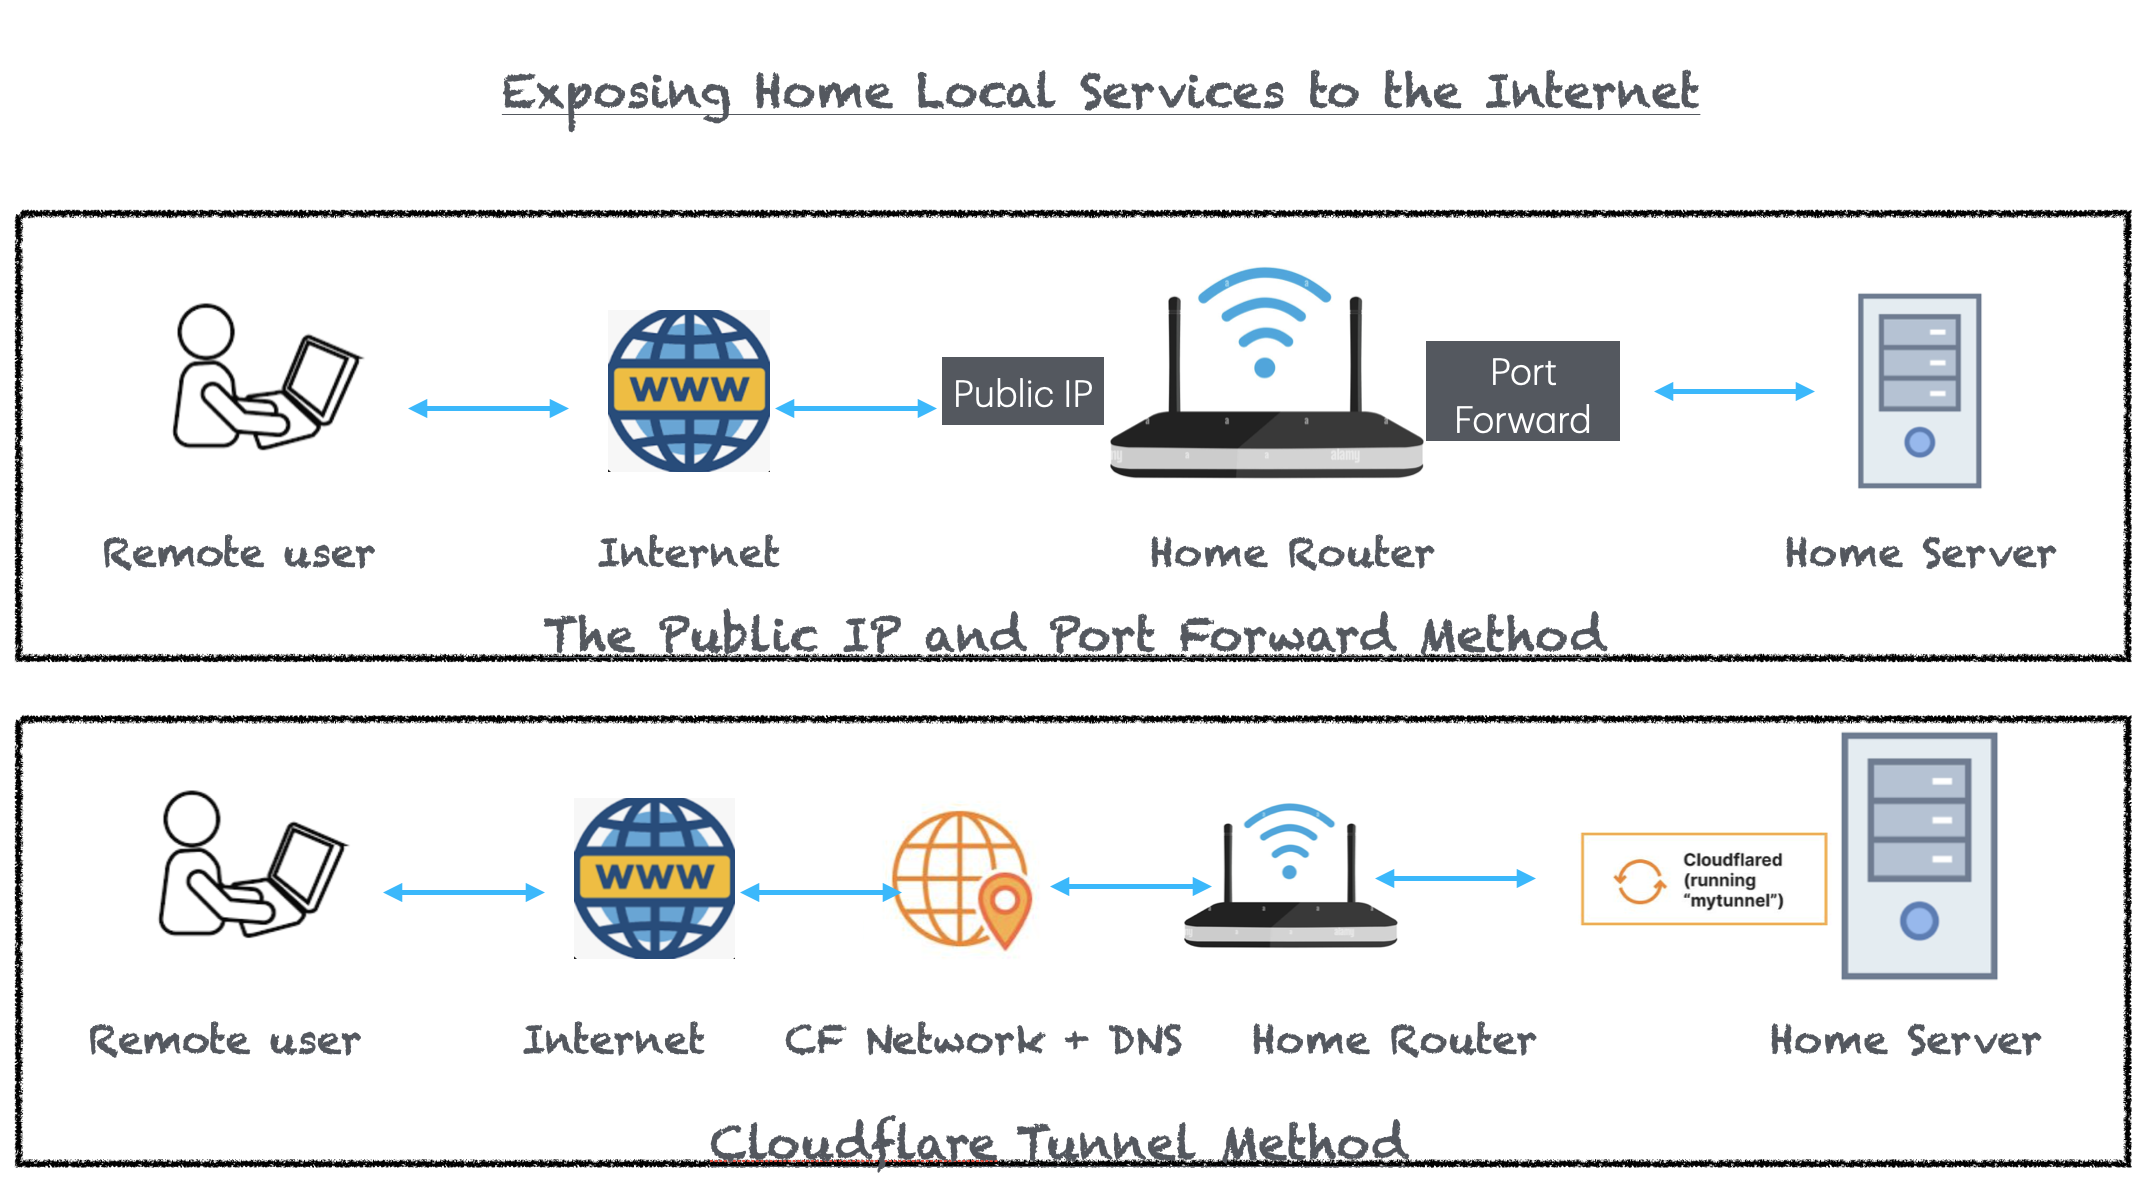 Exposing Home Local Services to the Internet
WWW
Public IP
Port
Forward
alamy
Remote user
Internet
Home Router
Home Server
The Public IP and Port Forward Method
WWW
Cloudflared
(running
“mytunnel”)
Remote user
Internet
CF Network + DNS
Home Router
Home Server
Cloudflare Tunnel Method